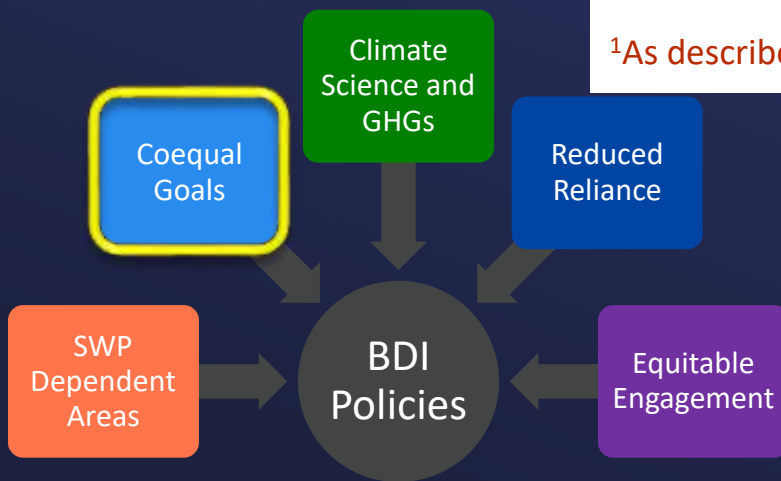 ¹As describe
Climate
Science and
GHGs
Coequal
Goals
Reduced
Reliance
SWP
Dependent
Areas
BDI
Policies
Equitable
Engagement